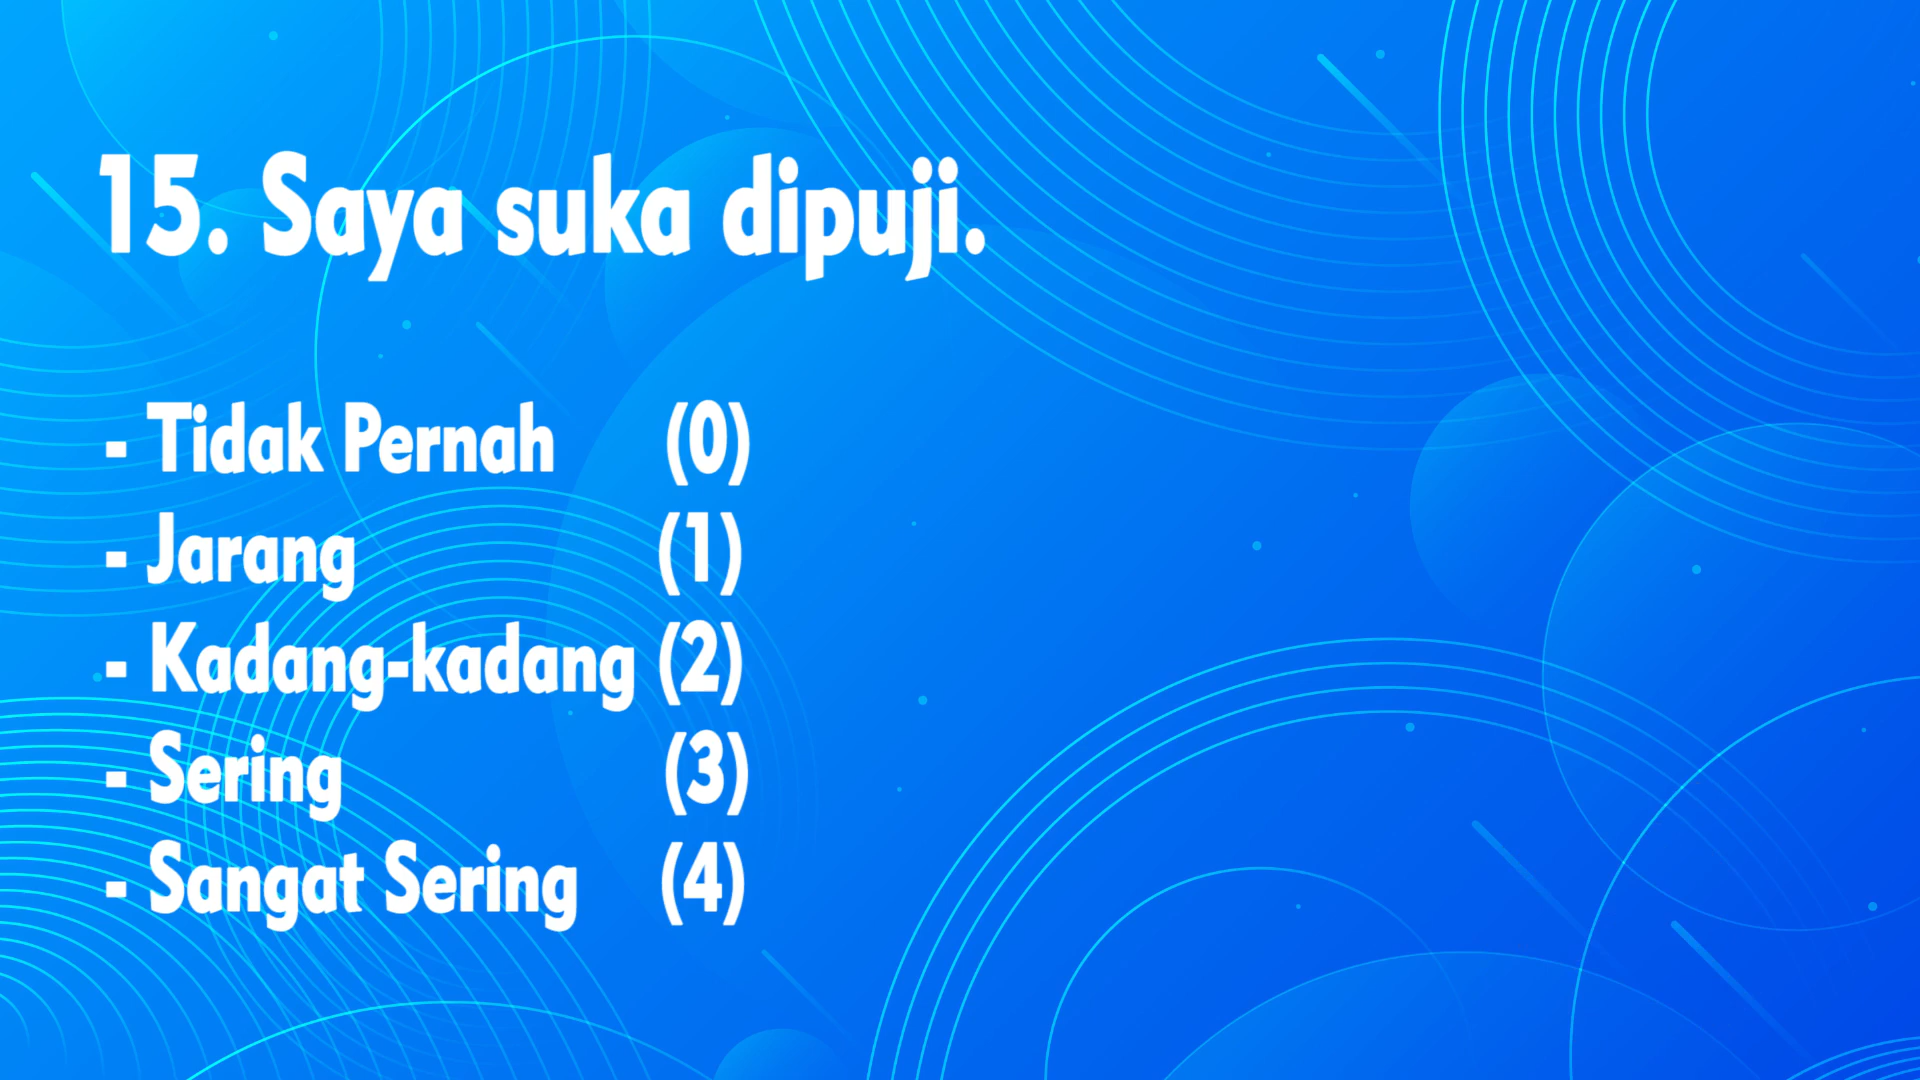 15. Saya suka dipuji.
- Tidak Pernah (0)
- Jarang (1)
- Kadang-kadang (2)
- Sering (3)
- Sangat Sering (4)